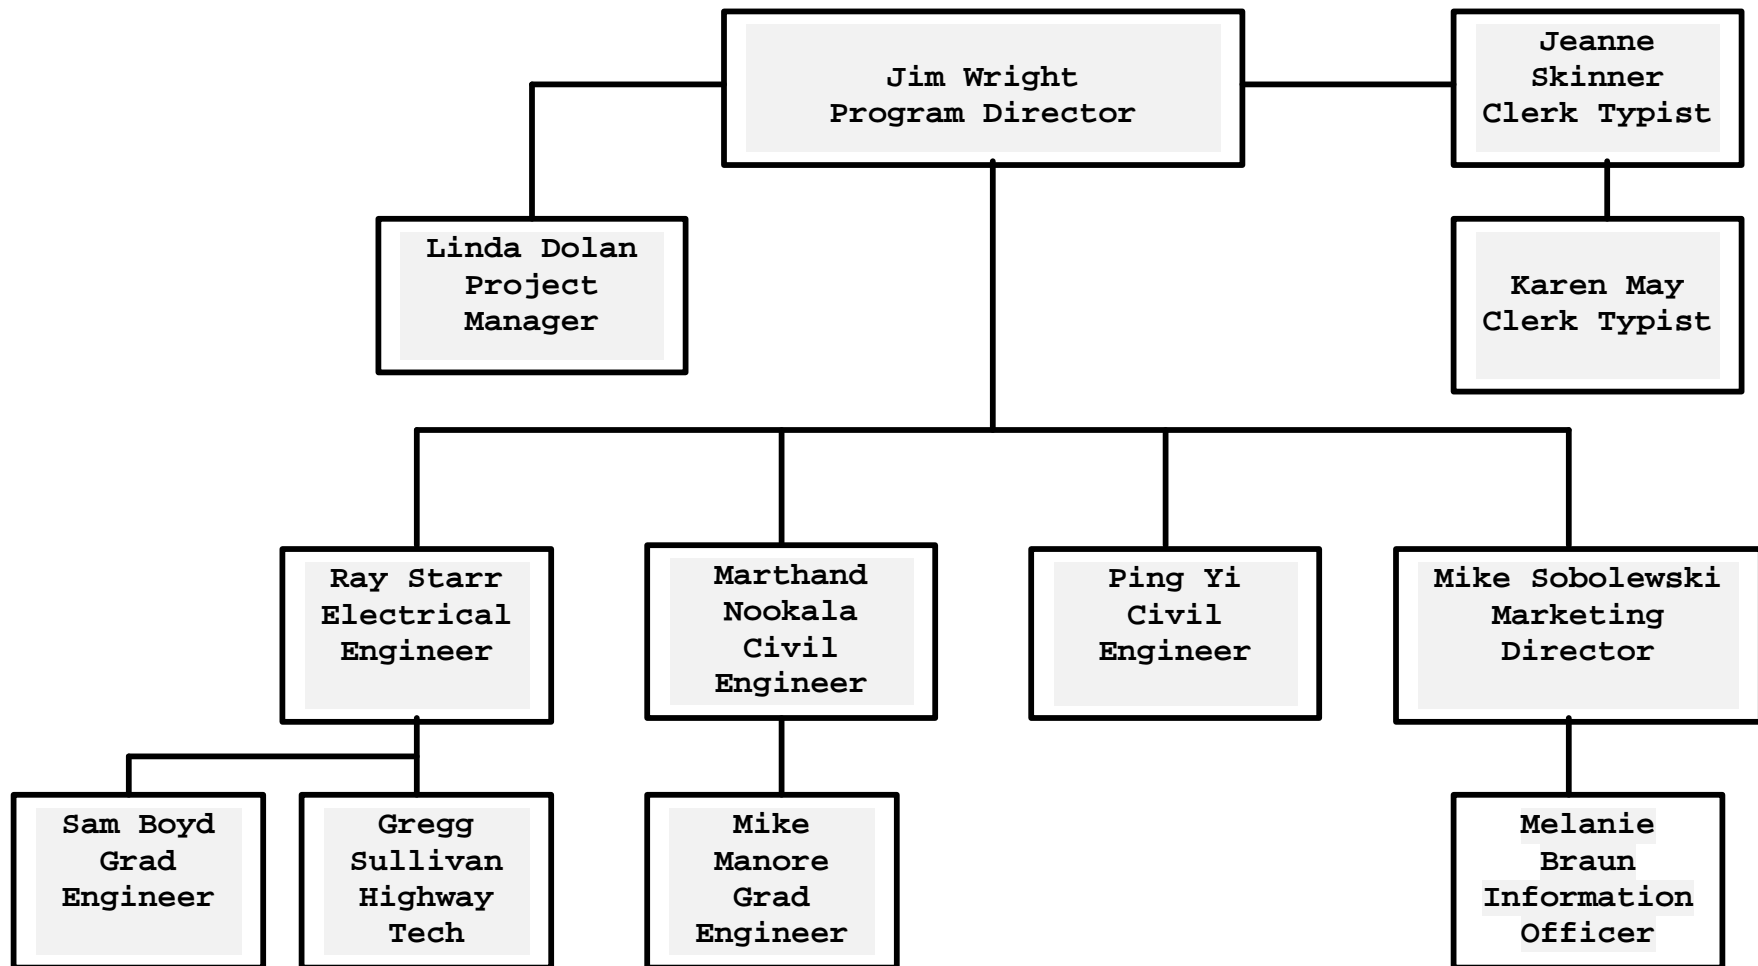 Jim Wright
Program Director
Jeanne
Skinner
Clerk Typist
Linda Dolan
Project
Manager
Karen May
Clerk Typist
Ray Starr
Electrical
Engineer
Marthand
Nookala
Civil
Engineer
Ping Yi
Civil
Engineer
Mike Sobolewski
Marketing
Director
Sam Boyd
Grad
Engineer
Gregg
Sullivan
Highway
Tech
Mike
Manore
Grad
Engineer
Melanie
Braun
Information
Officer